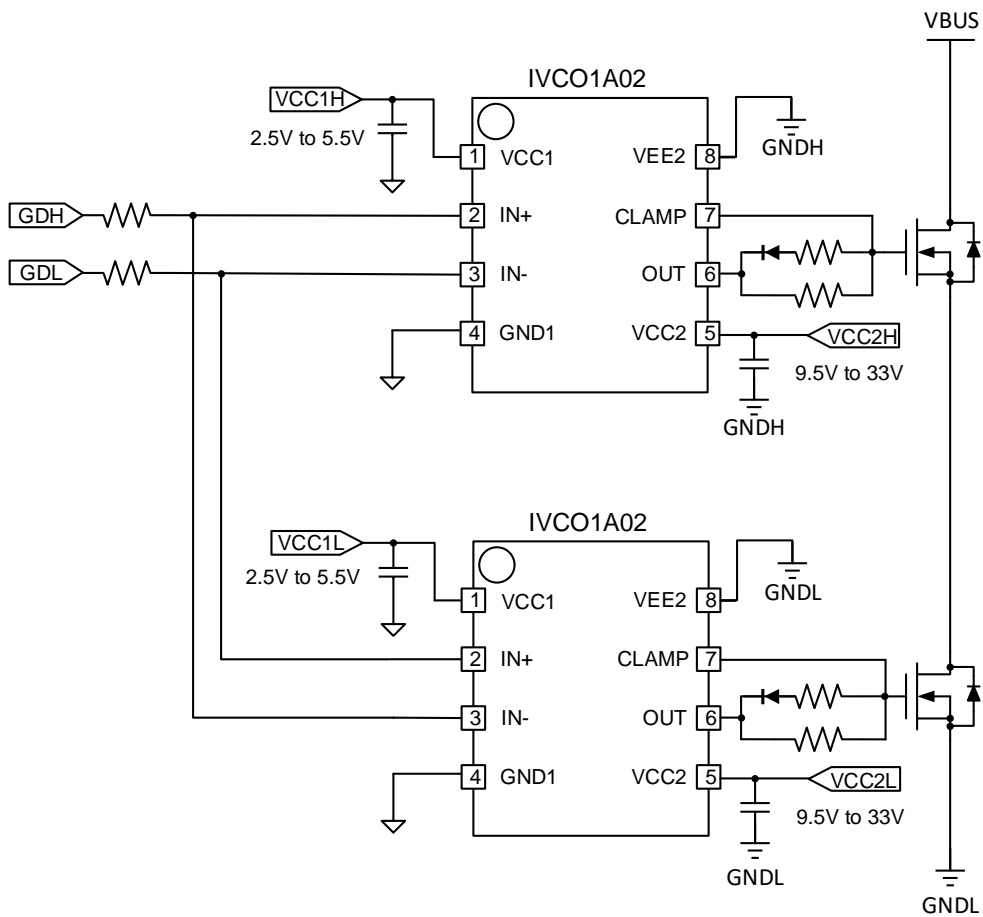 VBUS
IVCO1A02
VCC1H
2.5V to 5.5V
1 VCC1
VEE2 8
GNDH
GDH
2 IN+
CLAMP 7
GDL
3 IN-
OUT 6
4 GND1
VCC2 5
VCC2H
9.5V to 33V
GNDH
IVCO1A02
VCC1L
2.5V to 5.5V
1 VCC1
VEE2 8
GNDL
2 IN+
CLAMP 7
3 IN-
OUT 6
4 GND1
VCC2 5
VCC2L
9.5V to 33V
GNDL
GNDL